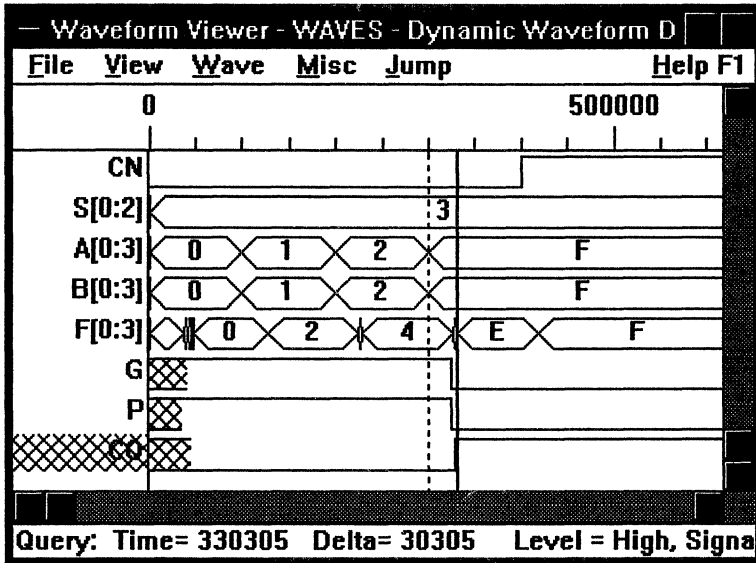 Waveform Viewer - WAVES - Dynamic Waveform D
File View Wave Misc Jump Help F1
0 500000
CN
S[0:2] 3
A[0:3] 0 1 2 F
B[0:3] 0 1 2 F
F[0:3] 0 2 4 E F
G
P
CO
Query: Time= 330305 Delta= 30305 Level = High, Signa